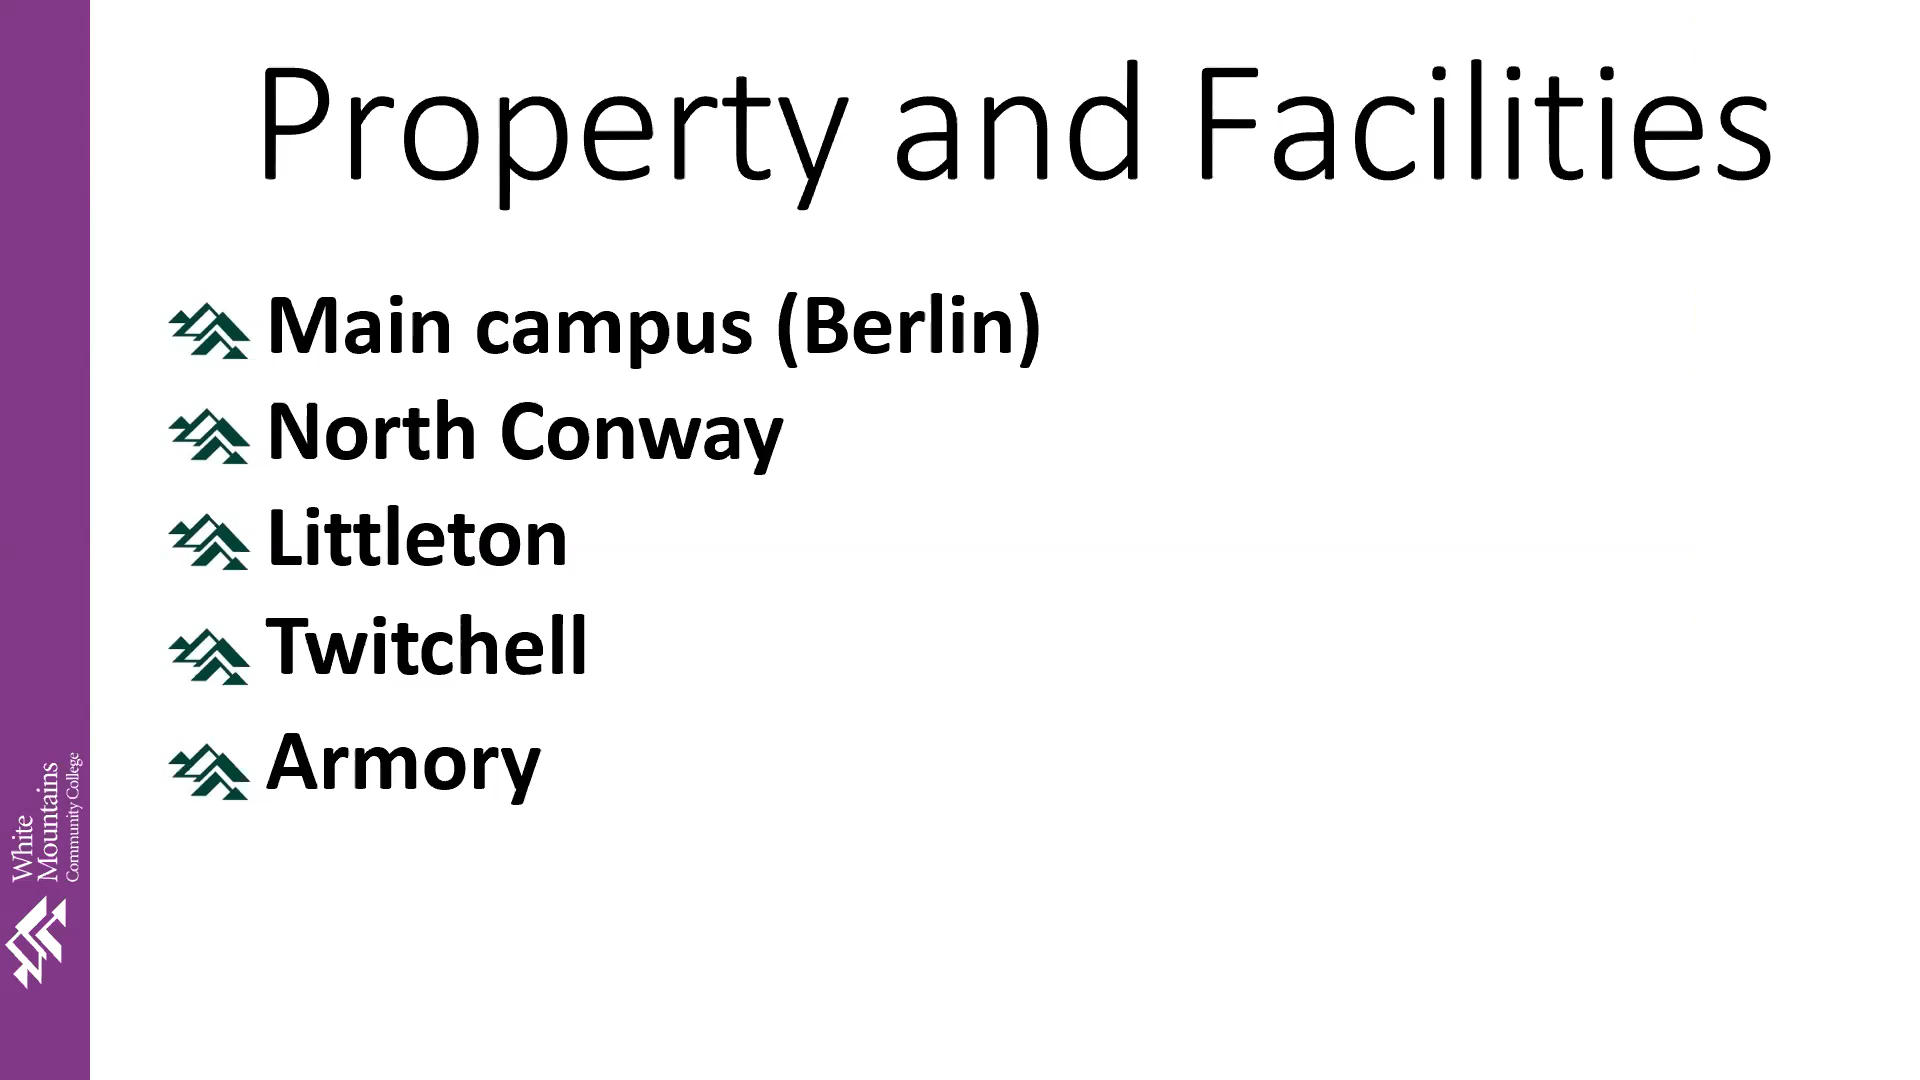 Property and Facilities
Main campus (Berlin)
North Conway
Littleton
Twitchell
Armory
White
Mountains
Community College